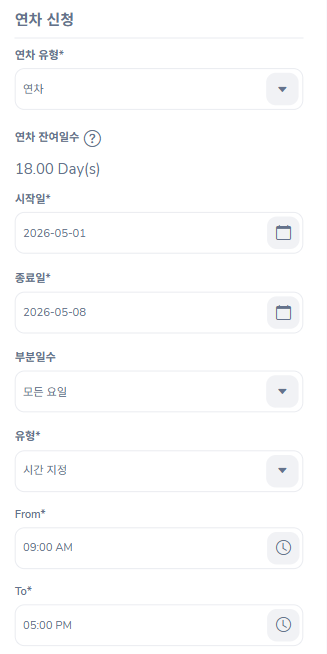 연차 신청
연차 유형*
연차
연차 잔여일수 ?
18.00 Day(s)
시작일*
2026-05-01
종료일*
2026-05-08
부분일수
모든 요일
유형*
시간 지정
From*
09:00 AM
To*
05:00 PM